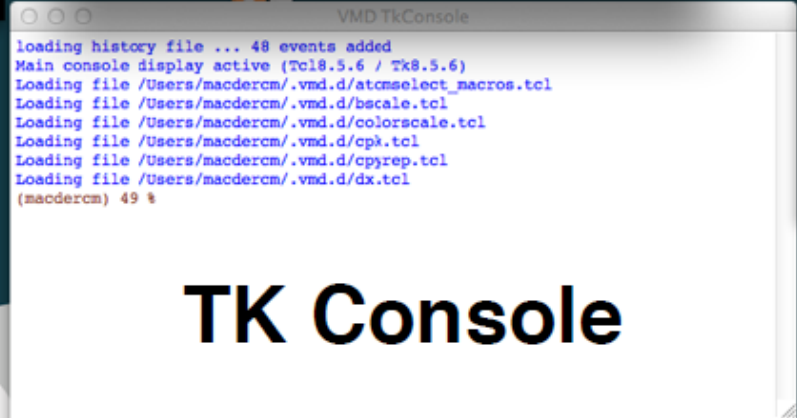 VMD TkConsole
loading history file ... 48 events added
Main console display active (Tcl8.5.6 / Tk8.5.6)
Loading file /Users/macdercm/.vmd.d/atomselect_macros.tcl
Loading file /Users/macdercm/.vmd.d/bscale.tcl
Loading file /Users/macdercm/.vmd.d/colorscale.tcl
Loading file /Users/macdercm/.vmd.d/cpk.tcl
Loading file /Users/macdercm/.vmd.d/cpyrep.tcl
Loading file /Users/macdercm/.vmd.d/dx.tcl
(macdercm) 49 %
TK Console